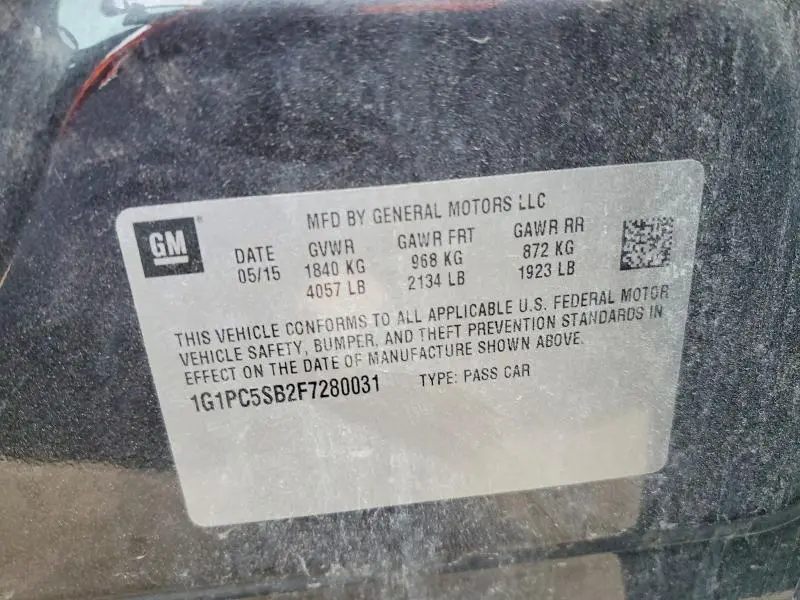 MFD BY GENERAL MOTORS LLC
GM
DATE GVWR GAWR FRT GAWR RR
05/15 1840 KG 968 KG 872 KG
4057 LB 2134 LB 1923 LB
THIS VEHICLE CONFORMS TO ALL APPLICABLE U.S. FEDERAL MOTOR
VEHICLE SAFETY, BUMPER, AND THEFT PREVENTION STANDARDS IN
EFFECT ON THE DATE OF MANUFACTURE SHOWN ABOVE.
1G1PC5SB2F7280031 TYPE: PASS CAR